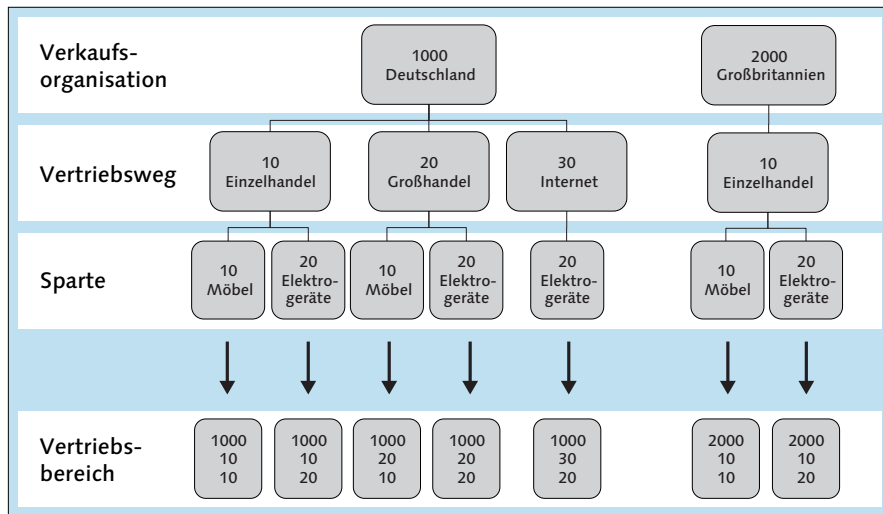 Verkaufs-
organisation
1000
Deutschland
2000
Großbritannien
Vertriebsweg
10
Einzelhandel
20
Großhandel
30
Internet
10
Einzelhandel
Sparte
10
Möbel
20
Elektro-
geräte
10
Möbel
20
Elektro-
geräte
20
Elektro-
geräte
10
Möbel
20
Elektro-
geräte
Vertriebs-
bereich
1000
10
10
1000
10
20
1000
20
10
1000
20
20
1000
30
20
2000
10
10
2000
10
20